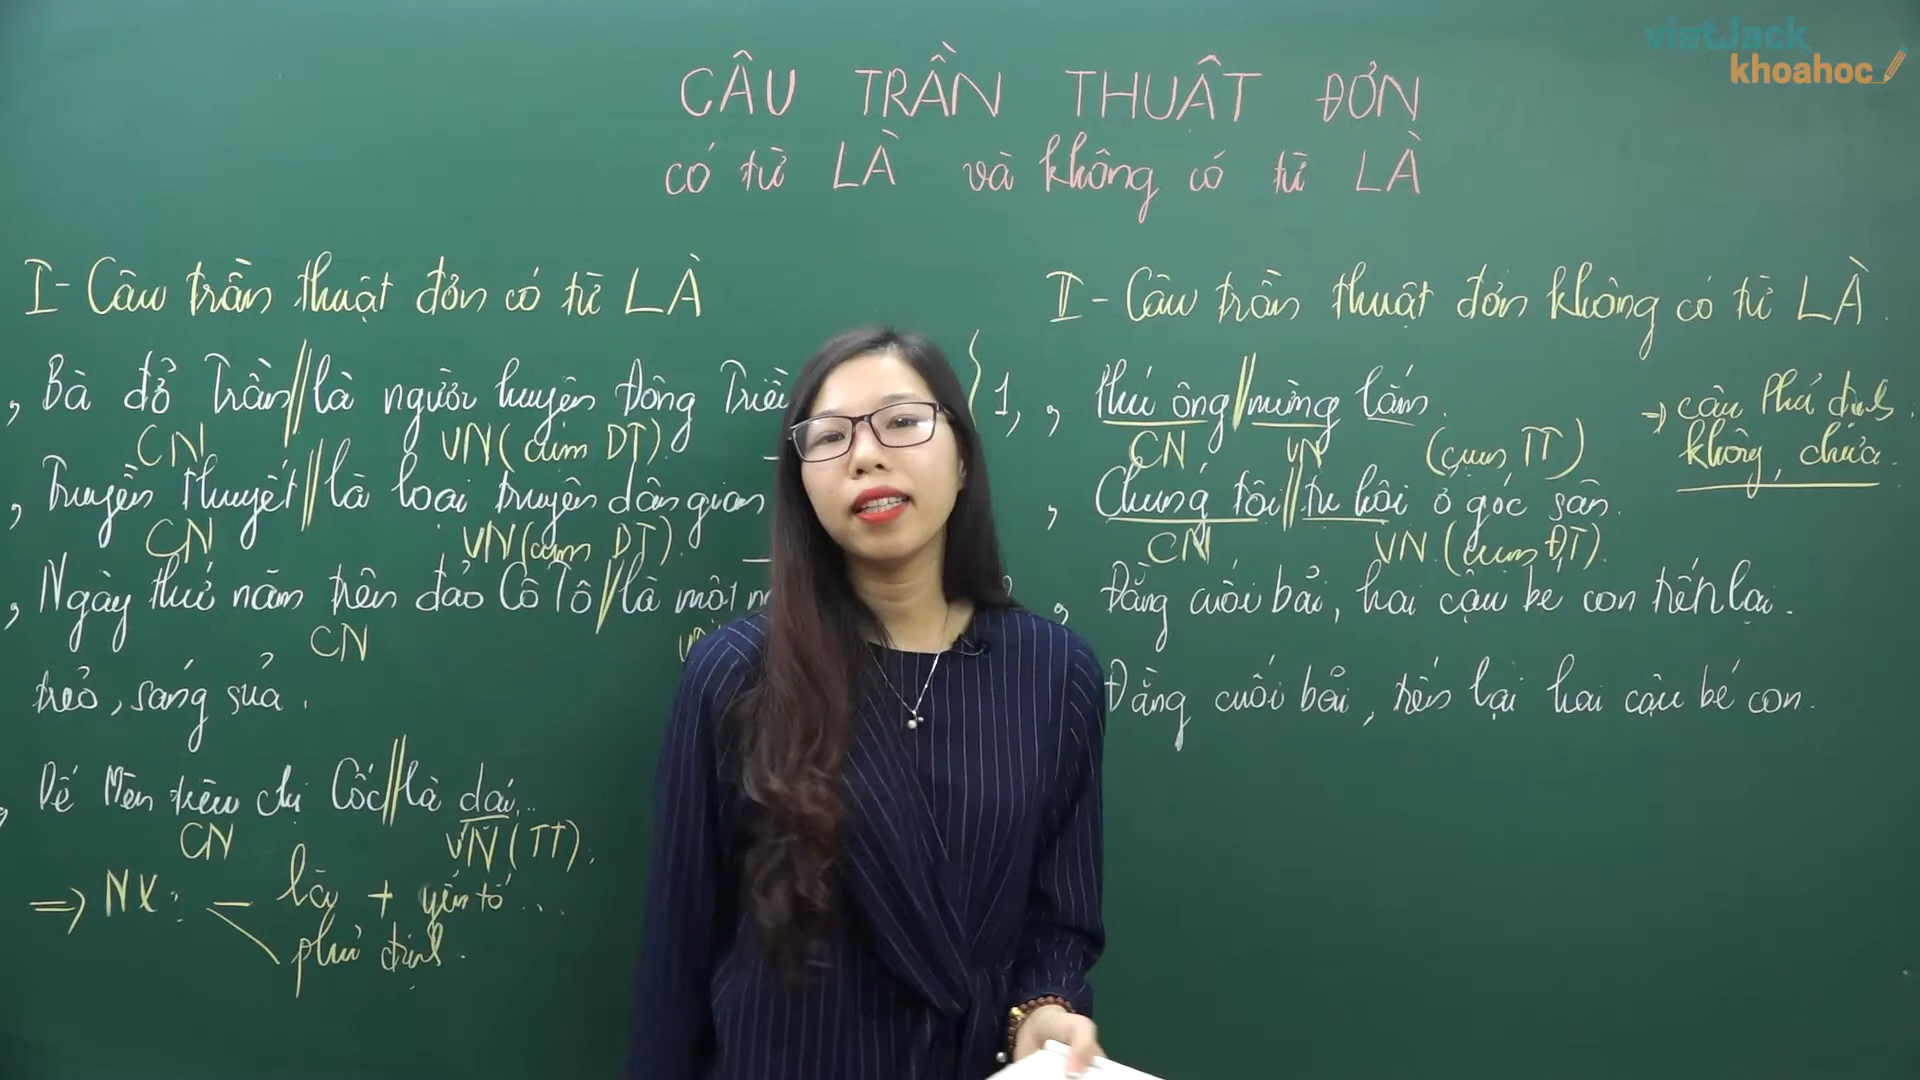 vietJack
khoahoc
CÂU TRẦN THUẬT ĐƠN
có từ LÀ và không có từ LÀ
I- Câu trần thuật đơn có từ LÀ
Bà đỡ Trần // là người huyện Đông Triều
CN VN (cụm DT).
Truyền thuyết // là loại truyện dân gian
CN VN (cụm DT).
Ngày thứ năm trên đảo Cô Tô // là một
CN
trẻo, sáng sủa.
Dế Mèn trêu chị Cốc // là dại...
CN VN (TT).
=> NX: là + yếu tố ...
phủ định.
II- Câu trần thuật đơn không có từ LÀ.
1, Phú ông // mừng lắm.
CN VN (cụm TT)
Chúng tôi // tụ hội ở góc sân.
CN VN (cụm ĐT).
Đằng cuối bãi, hai cậu bé con tiến lại.
Đằng cuối bãi, tiến lại hai cậu bé con.
=> câu Phủ định.
không, chưa.